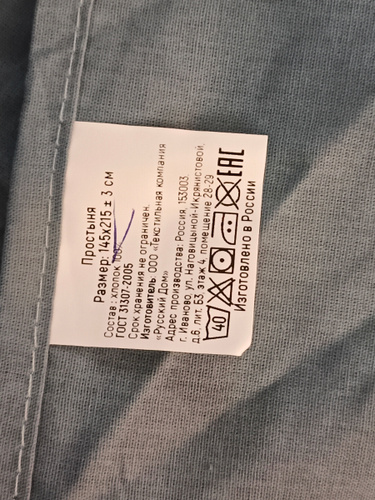 Простыня
Размер: 145х215 ± 3 см
Состав: хлопок 100%
ГОСТ 31307-2005
Срок хранения не ограничен.
Изготовитель: ООО «Текстильная компания
«Русский Дом»
Адрес производства: Россия, 153003,
г. Иваново, ул. Наговицыной-Икрянистовой,
д.6, лит. Б3, этаж 4, помещение 28-29
40 EAC
Изготовлено в России